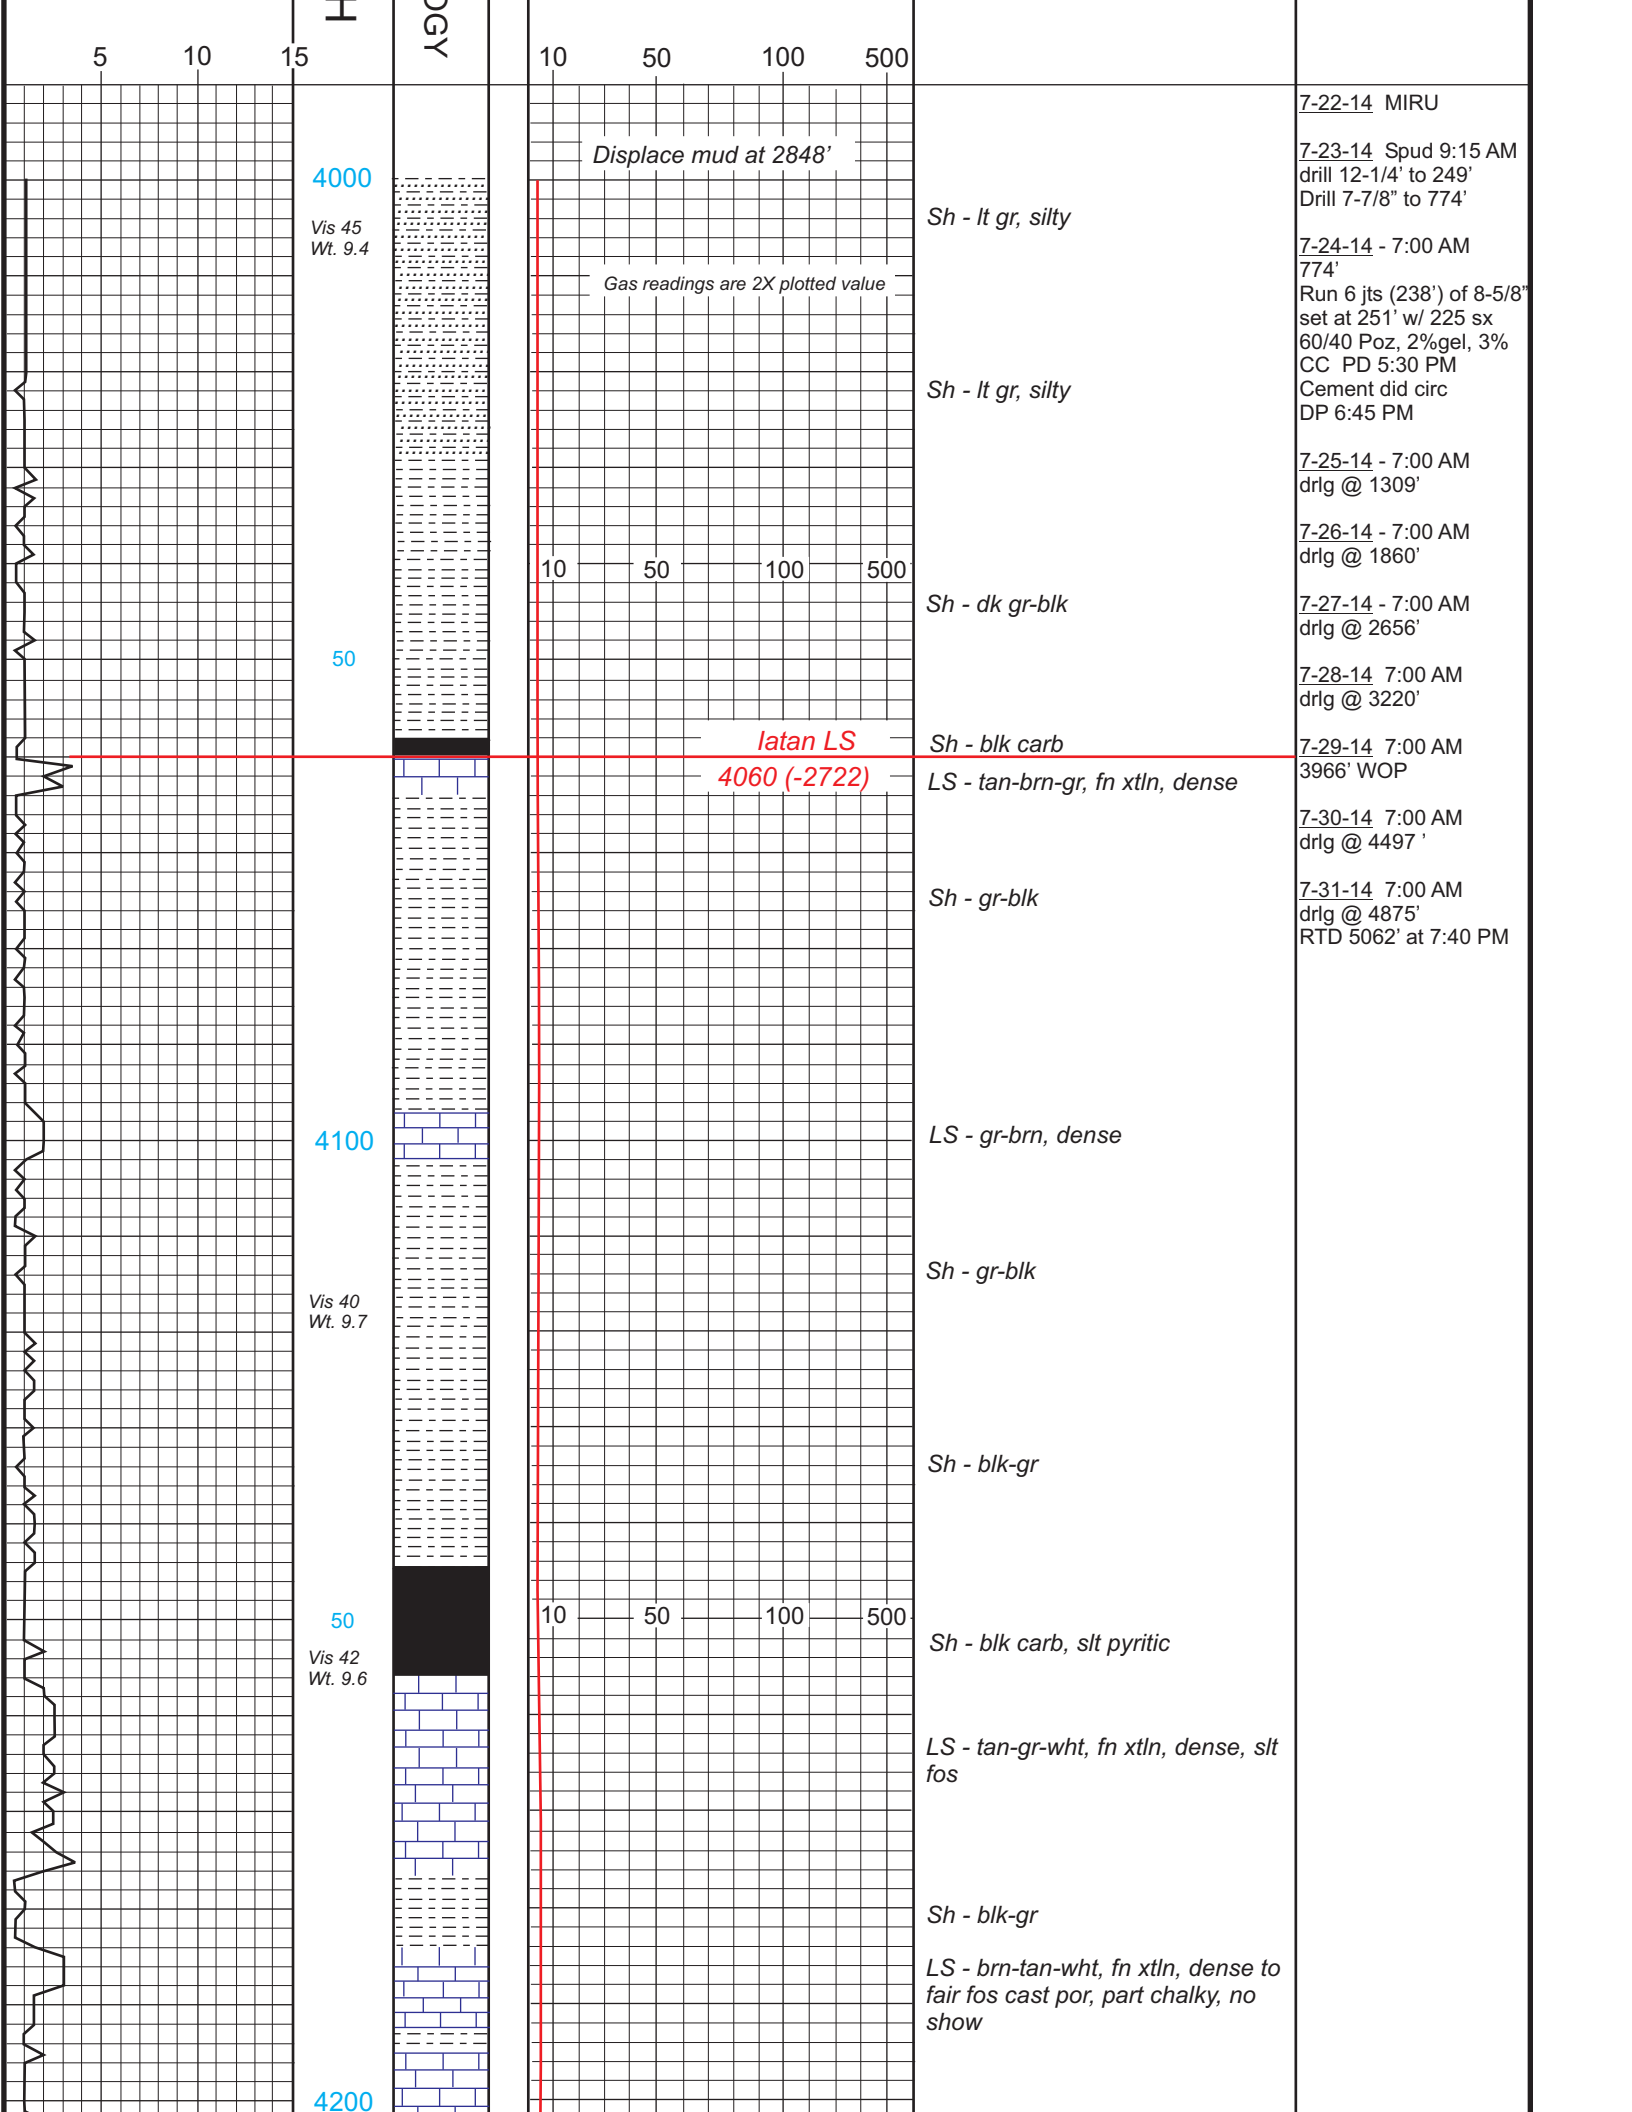 H
OGY
5 10 15 10 50 100 500
7-22-14 MIRU
Displace mud at 2848’
7-23-14 Spud 9:15 AM
drill 12-1/4’ to 249’
Drill 7-7/8” to 774’
4000
Vis 45
Wt. 9.4
Sh - lt gr, silty
7-24-14 - 7:00 AM
774’
Run 6 jts (238’) of 8-5/8”
set at 251’ w/ 225 sx
60/40 Poz, 2%gel, 3%
CC PD 5:30 PM
Cement did circ
DP 6:45 PM
Gas readings are 2X plotted value
Sh - lt gr, silty
7-25-14 - 7:00 AM
drlg @ 1309’
7-26-14 - 7:00 AM
drlg @ 1860’
10 50 100 500
Sh - dk gr-blk
7-27-14 - 7:00 AM
drlg @ 2656’
50
7-28-14 7:00 AM
drlg @ 3220’
Iatan LS
4060 (-2722)
Sh - blk carb
LS - tan-brn-gr, fn xtln, dense
7-29-14 7:00 AM
3966’ WOP
7-30-14 7:00 AM
drlg @ 4497 ’
Sh - gr-blk
7-31-14 7:00 AM
drlg @ 4875’
RTD 5062’ at 7:40 PM
4100
LS - gr-brn, dense
Sh - gr-blk
Vis 40
Wt. 9.7
Sh - blk-gr
10 50 100 500
50
Vis 42
Wt. 9.6
Sh - blk carb, slt pyritic
LS - tan-gr-wht, fn xtln, dense, slt
fos
Sh - blk-gr
LS - brn-tan-wht, fn xtln, dense to
fair fos cast por, part chalky, no
show
4200